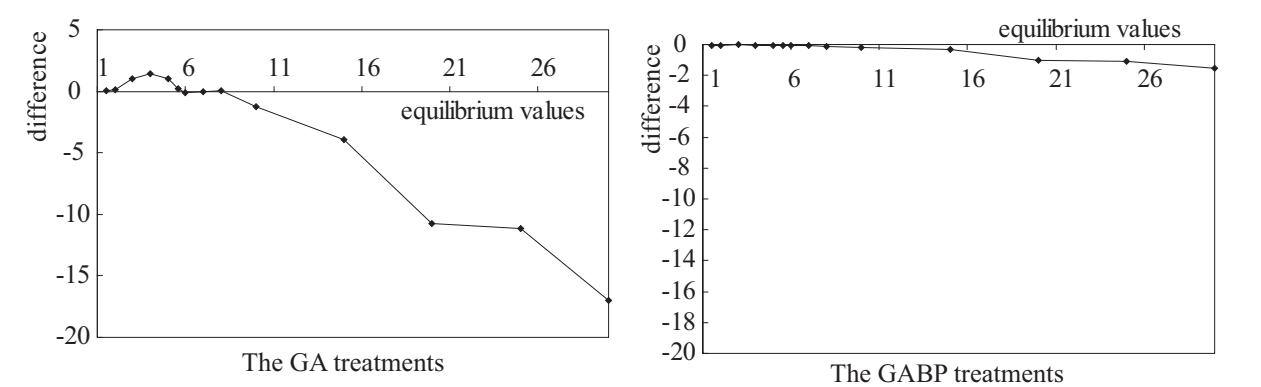 5
0
-5
-10
-15
-20
difference
1 6 11 16 21 26
equilibrium values
The GA treatments
equilibrium values
0
-2
-4
-6
-8
-10
-12
-14
-16
-18
-20
difference
1 6 11 16 21 26
The GABP treatments